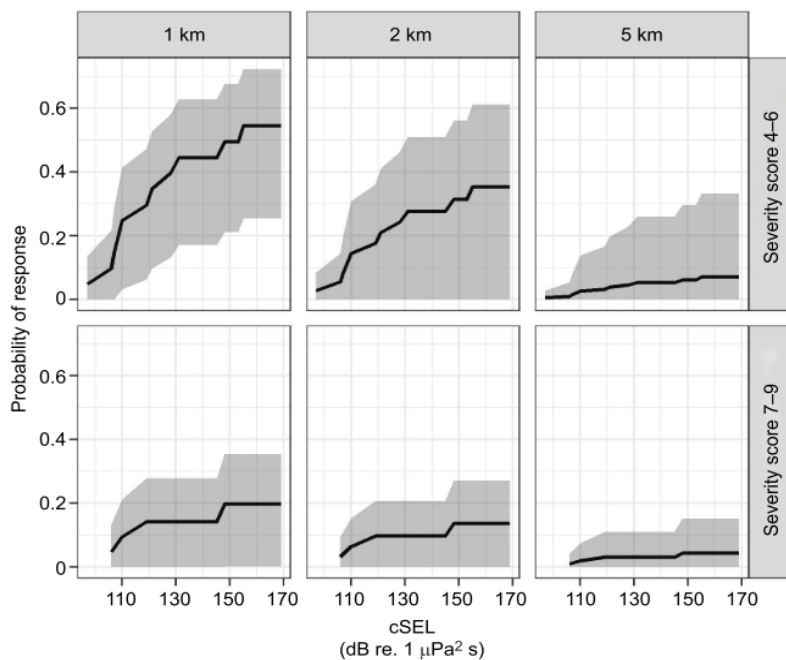 1 km
2 km
5 km
Probability of response
0.6
0.4
0.2
0
Severity score 4–6
0.6
0.4
0.2
0
Severity score 7–9
110 130 150 170
110 130 150 170
110 130 150 170
cSEL
(dB re. 1 μPa² s)